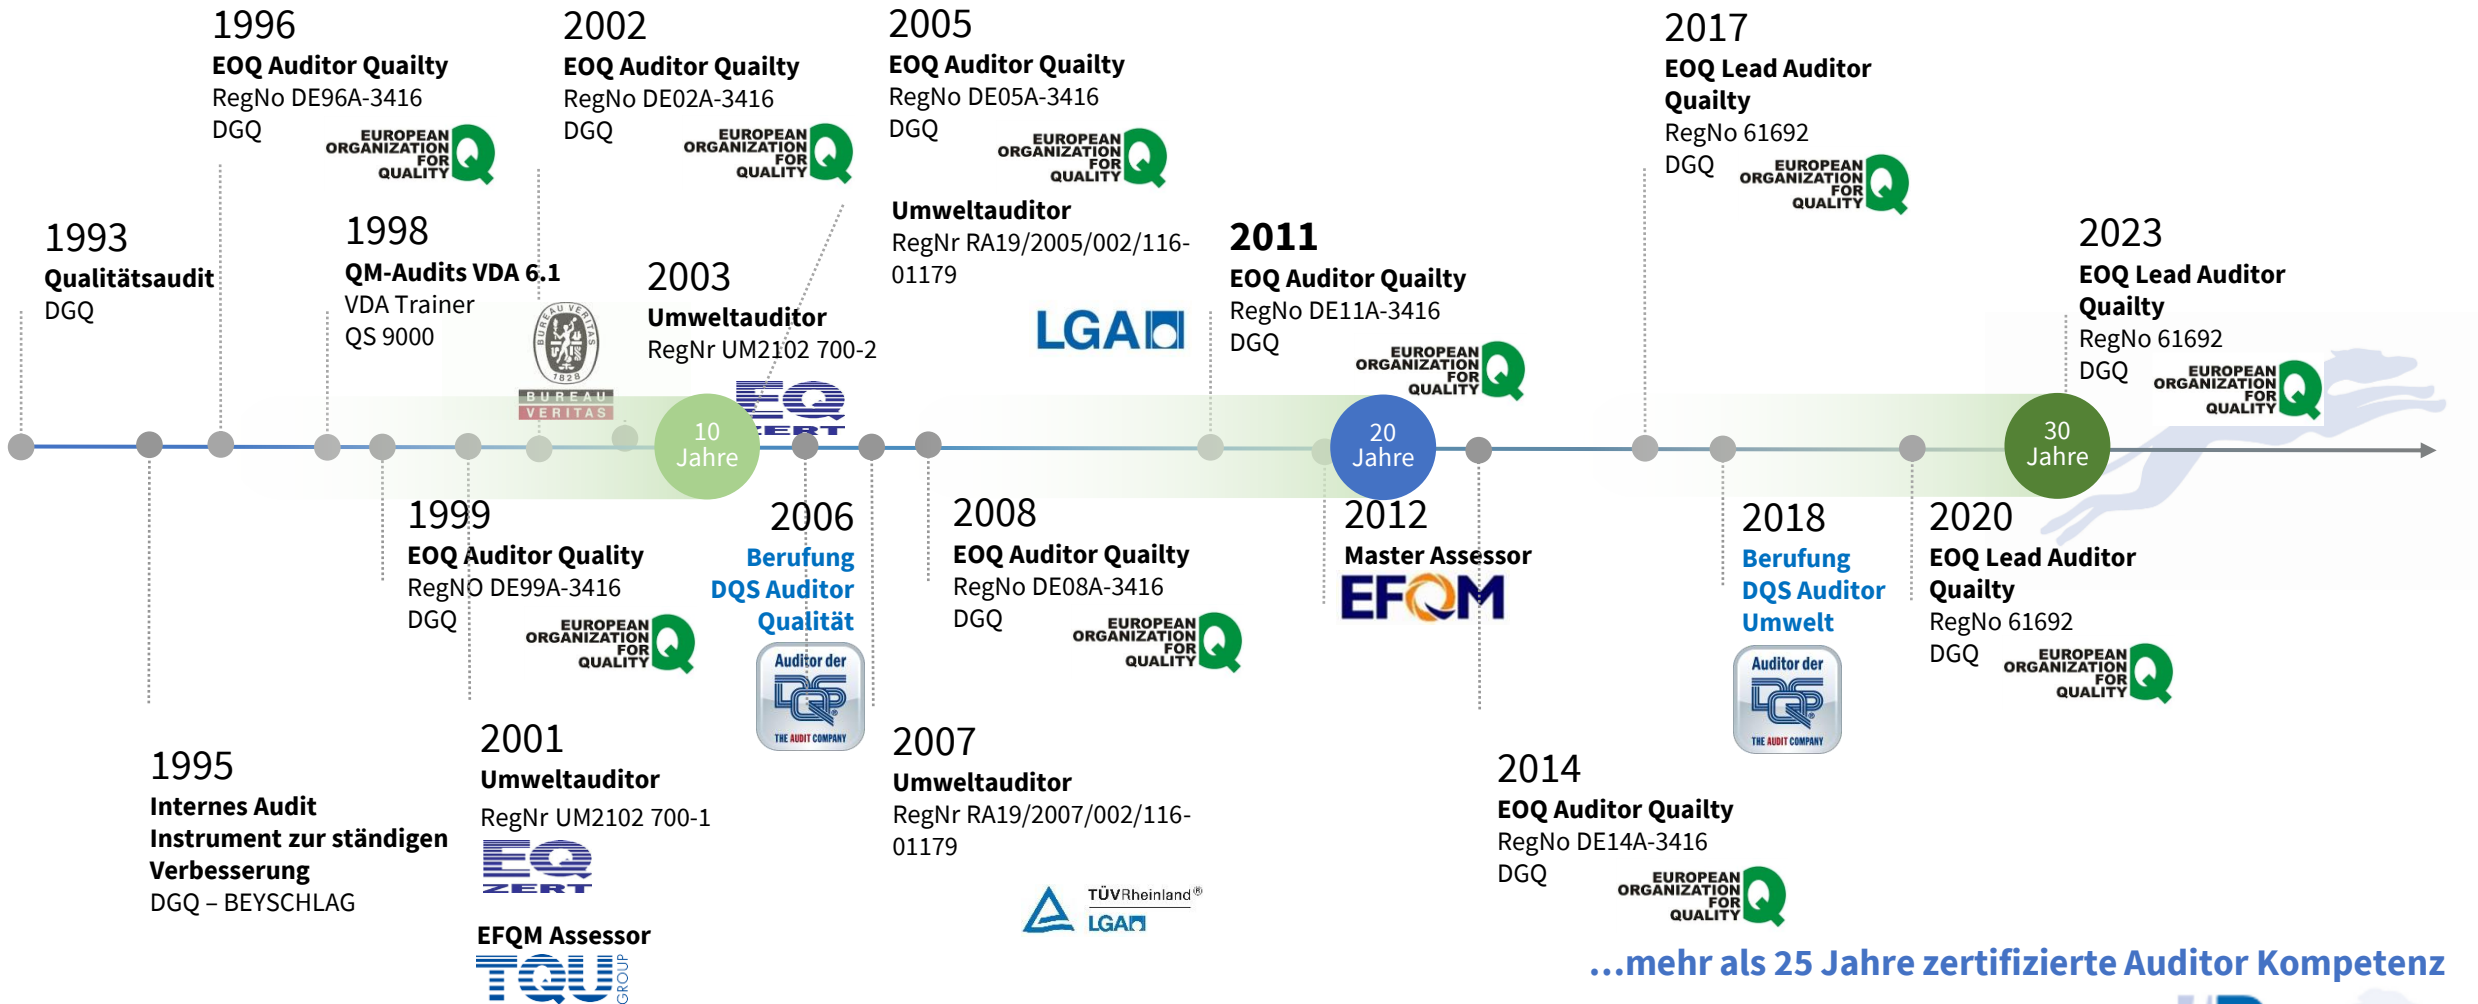 1996
EOQ Auditor Quailty
RegNo DE96A-3416
DGQ
EUROPEAN
ORGANIZATION
FOR
QUALITY
2002
EOQ Auditor Quailty
RegNo DE02A-3416
DGQ
EUROPEAN
ORGANIZATION
FOR
QUALITY
2005
EOQ Auditor Quailty
RegNo DE05A-3416
DGQ
EUROPEAN
ORGANIZATION
FOR
QUALITY
Umweltauditor
RegNr RA19/2005/002/116-
01179
LGA
2017
EOQ Lead Auditor
Quailty
RegNo 61692
DGQ
EUROPEAN
ORGANIZATION
FOR
QUALITY
1993
Qualitätsaudit
DGQ
1998
QM-Audits VDA 6.1
VDA Trainer
QS 9000
BUREAU VERITAS
1828
BUREAU
VERITAS
2003
Umweltauditor
RegNr UM2102 700-2
EQ
ZERT
2011
EOQ Auditor Quailty
RegNo DE11A-3416
DGQ
EUROPEAN
ORGANIZATION
FOR
QUALITY
2023
EOQ Lead Auditor
Quailty
RegNo 61692
DGQ
EUROPEAN
ORGANIZATION
FOR
QUALITY
10
Jahre
20
Jahre
30
Jahre
1999
EOQ Auditor Quality
RegNO DE99A-3416
DGQ
EUROPEAN
ORGANIZATION
FOR
QUALITY
2006
Berufung
DQS Auditor
Qualität
Auditor der
DQS
THE AUDIT COMPANY
2008
EOQ Auditor Quailty
RegNo DE08A-3416
DGQ
EUROPEAN
ORGANIZATION
FOR
QUALITY
2012
Master Assessor
EFQM
2018
Berufung
DQS Auditor
Umwelt
Auditor der
DQS
THE AUDIT COMPANY
2020
EOQ Lead Auditor
Quailty
RegNo 61692
DGQ
EUROPEAN
ORGANIZATION
FOR
QUALITY
1995
Internes Audit
Instrument zur ständigen
Verbesserung
DGQ – BEYSCHLAG
2001
Umweltauditor
RegNr UM2102 700-1
EQ
ZERT
EFQM Assessor
TQU GROUP
2007
Umweltauditor
RegNr RA19/2007/002/116-
01179
TÜVRheinland®
LGA
2014
EOQ Auditor Quailty
RegNo DE14A-3416
DGQ
EUROPEAN
ORGANIZATION
FOR
QUALITY
...mehr als 25 Jahre zertifizierte Auditor Kompetenz